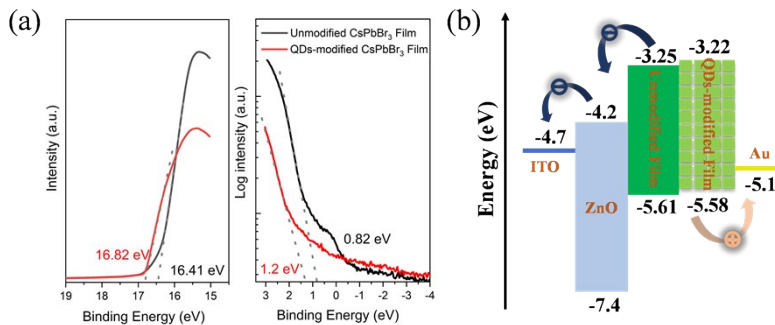 (a)
Unmodified CsPbBr3 Film
QDs-modified CsPbBr3 Film
Intensity (a.u.)
16.82 eV
16.41 eV
19 18 17 16 15
Binding Energy (eV)
Log intensity (a.u.)
0.82 eV
1.2 eV
3 2 1 0 -1 -2 -3 -4
Binding Energy (eV)
(b)
Energy (eV)
-3.25
-3.22
-4.2
-4.7
ITO
ZnO
Unmodified Film
QDs-modified Film
Au
-5.1
-5.61
-5.58
-7.4